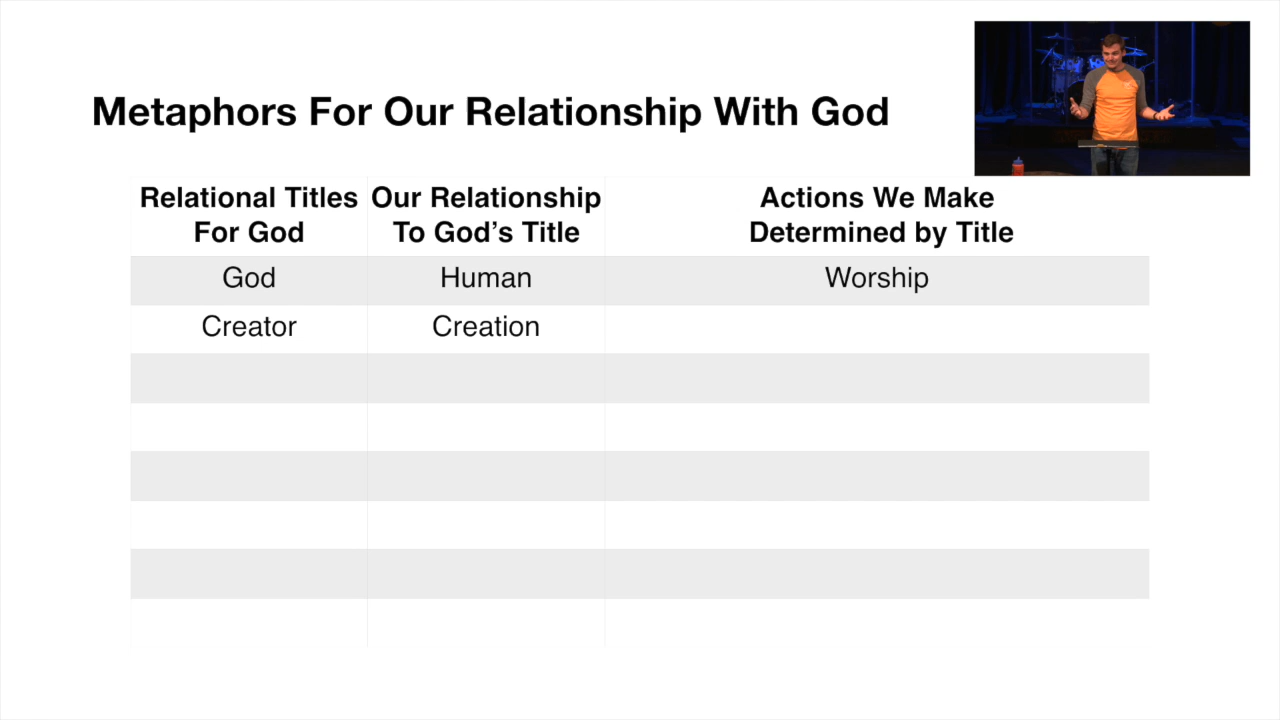 Metaphors For Our Relationship With God
Relational Titles For God
Our Relationship To God’s Title
Actions We Make Determined by Title
God Human Worship
Creator Creation